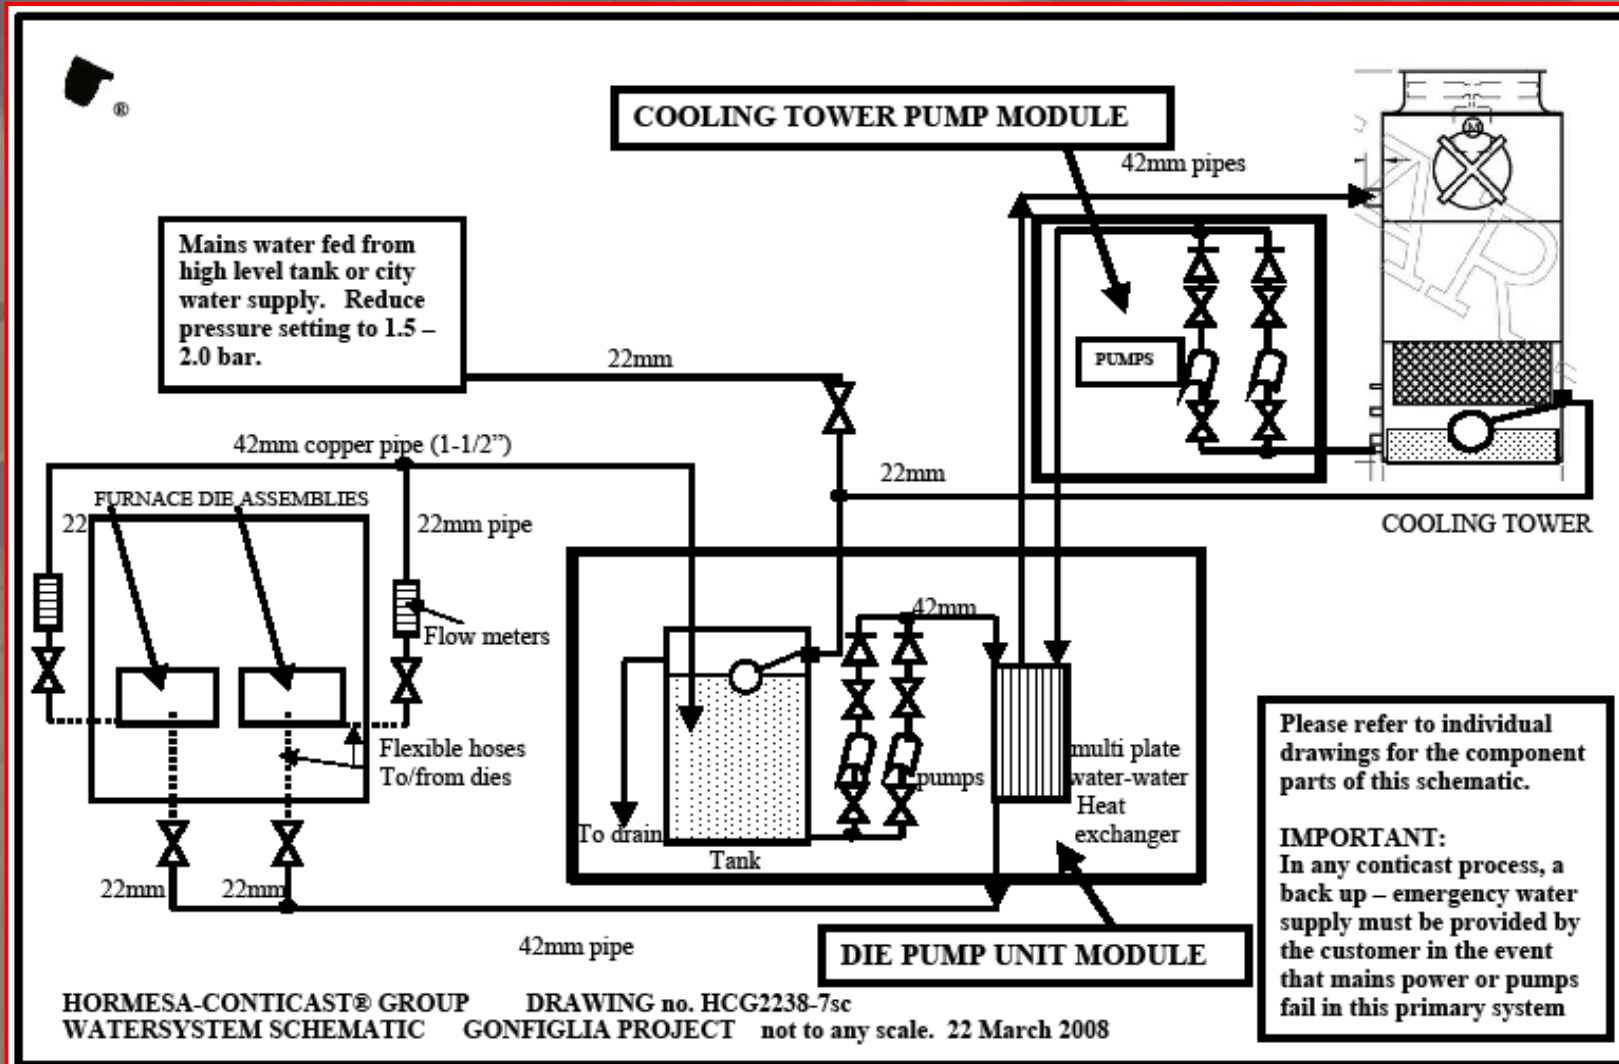 ®
COOLING TOWER PUMP MODULE
42mm pipes
Mains water fed from
high level tank or city
water supply. Reduce
pressure setting to 1.5 –
2.0 bar.
PUMPS
22mm
42mm copper pipe (1-1/2”)
22mm
FURNACE DIE ASSEMBLIES
22
22mm pipe
COOLING TOWER
42mm
Flow meters
Flexible hoses
To/from dies
pumps
multi plate
water-water
Heat
exchanger
To drain
Tank
22mm
22mm
42mm pipe
DIE PUMP UNIT MODULE
Please refer to individual
drawings for the component
parts of this schematic.
IMPORTANT:
In any conticast process, a
back up – emergency water
supply must be provided by
the customer in the event
that mains power or pumps
fail in this primary system
HORMESA-CONTICAST® GROUP DRAWING no. HCG2238-7sc
WATERSYSTEM SCHEMATIC GONFIGLIA PROJECT not to any scale. 22 March 2008